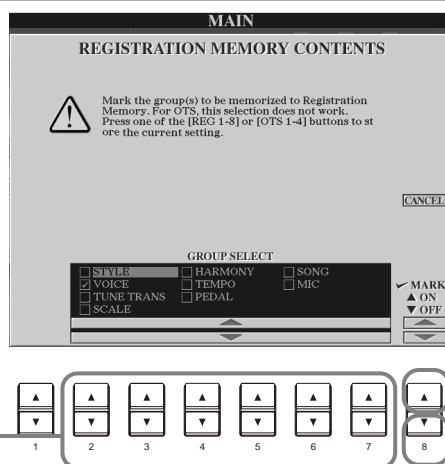 MAIN
REGISTRATION MEMORY CONTENTS
Mark the group(s) to be memorized to Registration
Memory. For OTS, this selection does not work.
Press one of the [REG 1-8] or [OTS 1-4] buttons to st
ore the current setting.
CANCEL
GROUP SELECT
STYLE HARMONY SONG
VOICE TEMPO MIC
TUNE TRANS PEDAL
SCALE
MARK
▲ ON
▼ OFF
1 2 3 4 5 6 7 8